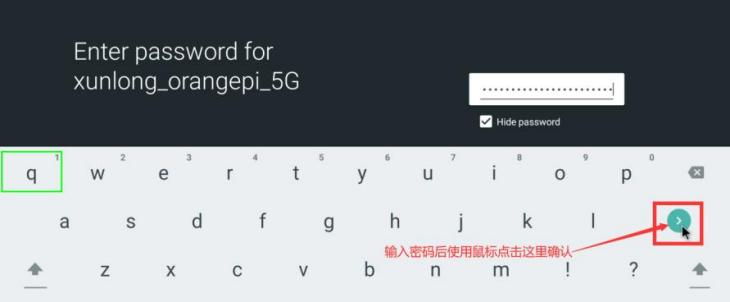 Enter password for
xunlong_orangepi_5G
••••••••••••••••••••••••
Hide password
q 1 w 2 e 3 r 4 t 5 y 6 u 7 i 8 o 9 p 0
a s d f g h j k l
输入密码后使用鼠标点击这里确认
z x c v b n m ! ?